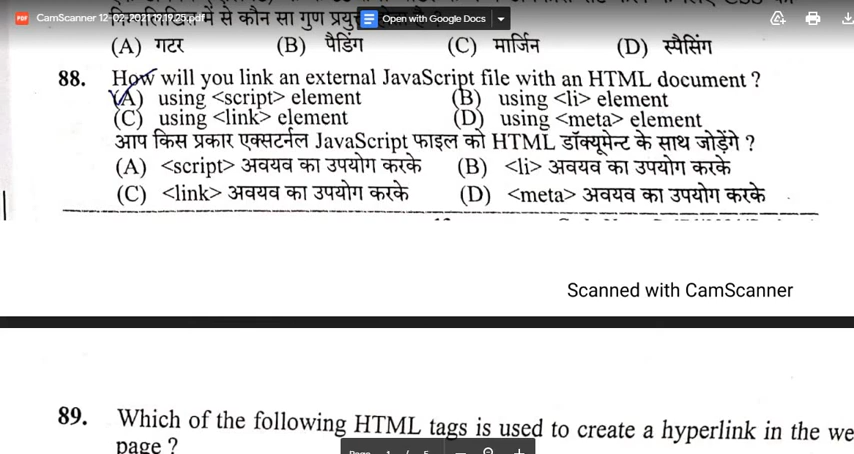 CamScanner 12-02-2021 19.19.25.pdf
Open with Google Docs
में से कौन सा गुण
(A) गटर (B) पैडिंग (C) मार्जिन (D) स्पैसिंग
88. How will you link an external JavaScript file with an HTML document ?
(A) using <script> element (B) using <li> element
(C) using <link> element (D) using <meta> element
आप किस प्रकार एक्सटर्नल JavaScript फाइल को HTML डॉक्यूमेन्ट के साथ जोड़ेंगे ?
(A) <script> अवयव का उपयोग करके (B) <li> अवयव का उपयोग करके
(C) <link> अवयव का उपयोग करके (D) <meta> अवयव का उपयोग करके
Scanned with CamScanner
89. Which of the following HTML tags is used to create a hyperlink in the we
page ?
Page 1 / 5